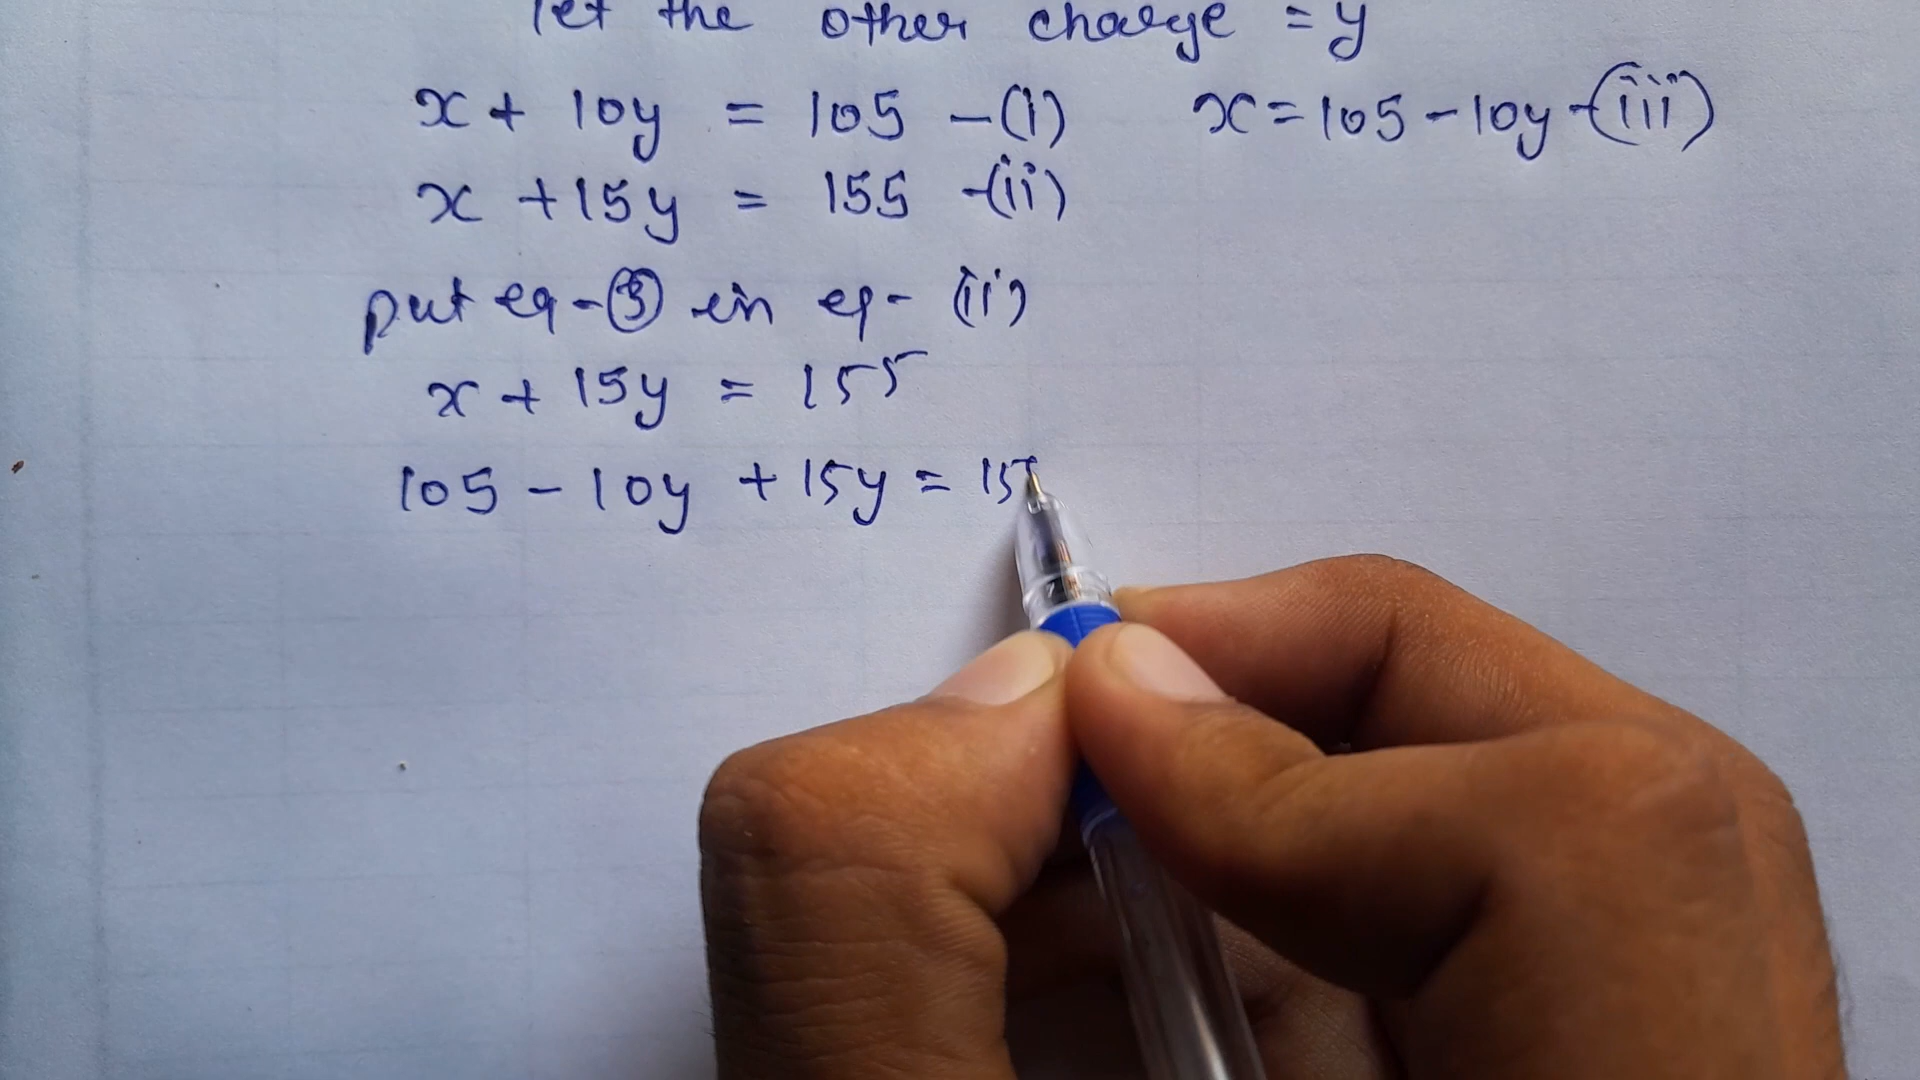 let the other charge = y
x + 10y = 105 -(i) x = 105 - 10y -(iii)
x + 15y = 155 -(ii)
put eq - (3) in eq - (ii)
x + 15y = 155
105 - 10y + 15y = 15